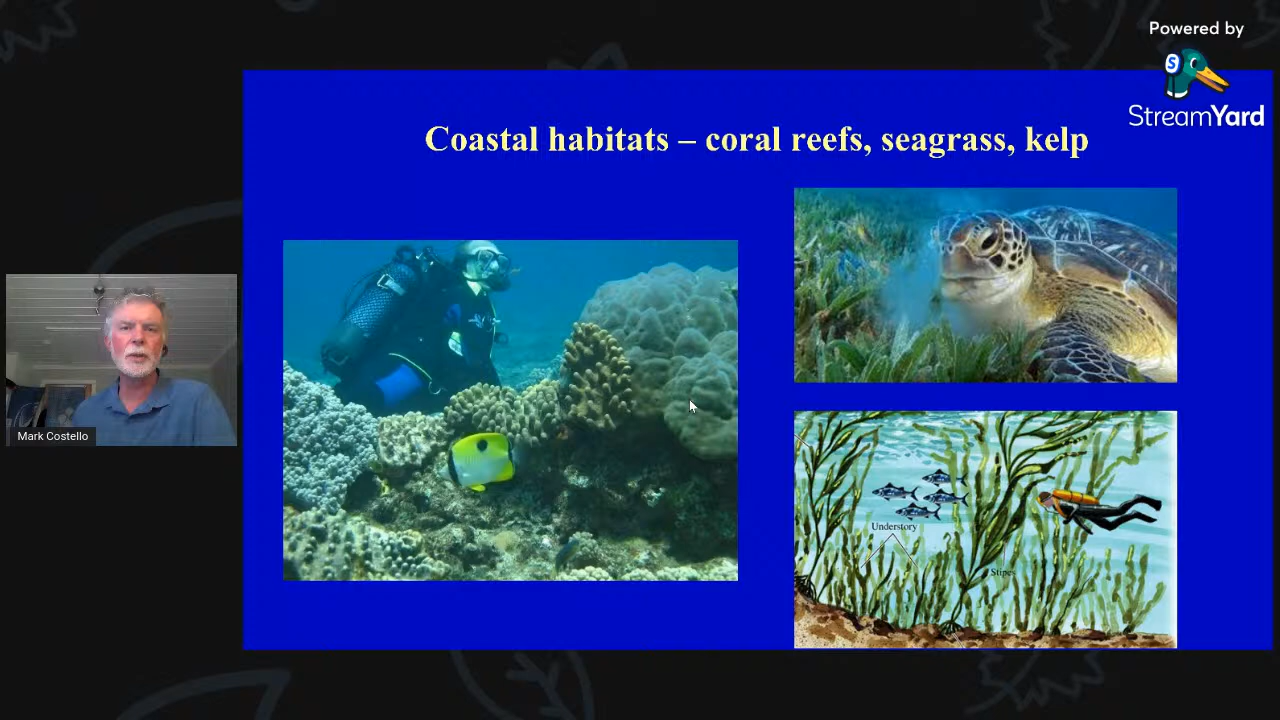 Powered by
S
StreamYard
Coastal habitats – coral reefs, seagrass, kelp
Understory
Stipe
Mark Costello